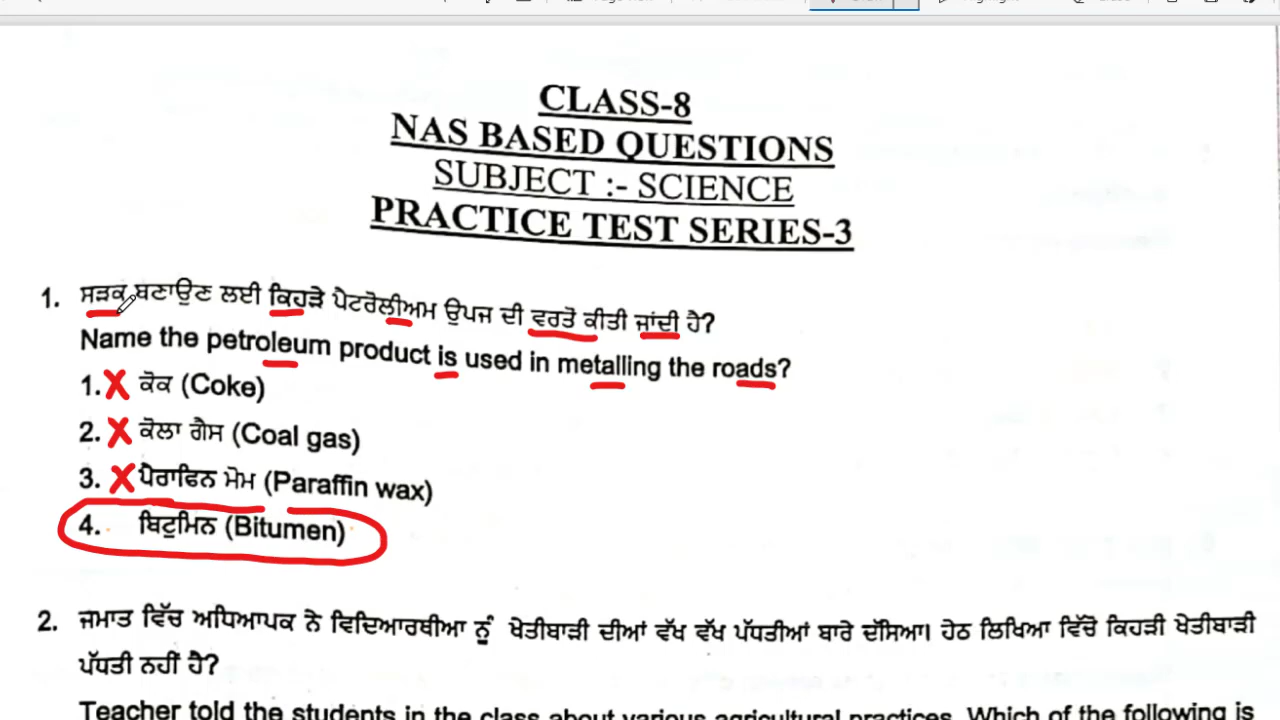 CLASS-8
NAS BASED QUESTIONS
SUBJECT :- SCIENCE
PRACTICE TEST SERIES-3
1. ਸੜਕ ਬਣਾਉਣ ਲਈ ਕਿਹੜੇ ਪੈਟਰੋਲੀਅਮ ਉਪਜ ਦੀ ਵਰਤੋ ਕੀਤੀ ਜਾਂਦੀ ਹੈ?
Name the petroleum product is used in metalling the roads?
1. ਕੋਕ (Coke)
2. ਕੋਲਾ ਗੈਸ (Coal gas)
3. ਪੈਰਾਫਿਨ ਮੋਮ (Paraffin wax)
4. ਬਿਟੁਮਿਨ (Bitumen)
2. ਜਮਾਤ ਵਿੱਚ ਅਧਿਆਪਕ ਨੇ ਵਿਦਿਆਰਥੀਆ ਨੂੰ ਖੇਤੀਬਾੜੀ ਦੀਆਂ ਵੱਖ ਵੱਖ ਪੱਧਤੀਆਂ ਬਾਰੇ ਦੱਸਿਆ। ਹੇਠ ਲਿਖਿਆ ਵਿੱਚੋ ਕਿਹੜੀ ਖੇਤੀਬਾੜੀ
ਪੱਧਤੀ ਨਹੀਂ ਹੈ?
Teacher told the students in the class about various agricultural practices. Which of the following is